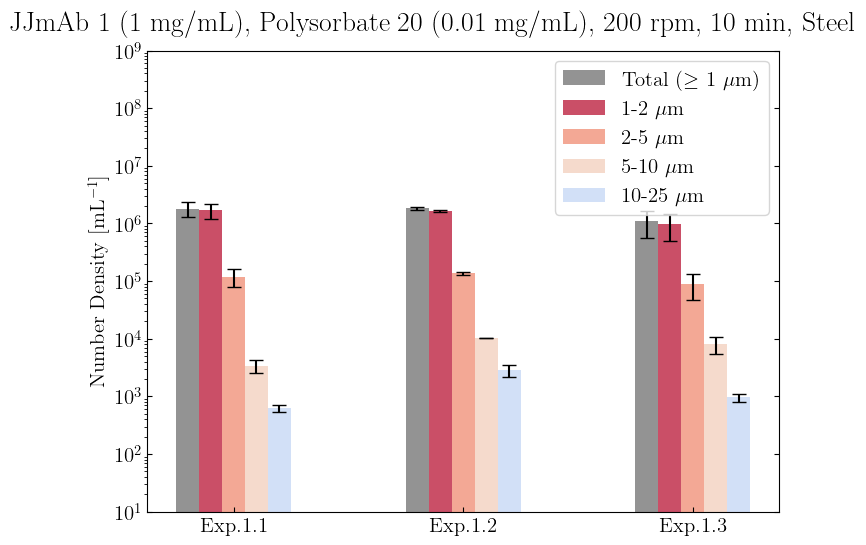 JJmAb 1 (1 mg/mL), Polysorbate 20 (0.01 mg/mL), 200 rpm, 10 min, Steel
Number Density [mL⁻¹]
10⁹
10⁸
10⁷
10⁶
10⁵
10⁴
10³
10²
10¹
Total (≥ 1 μm)
1-2 μm
2-5 μm
5-10 μm
10-25 μm
Exp.1.1 Exp.1.2 Exp.1.3